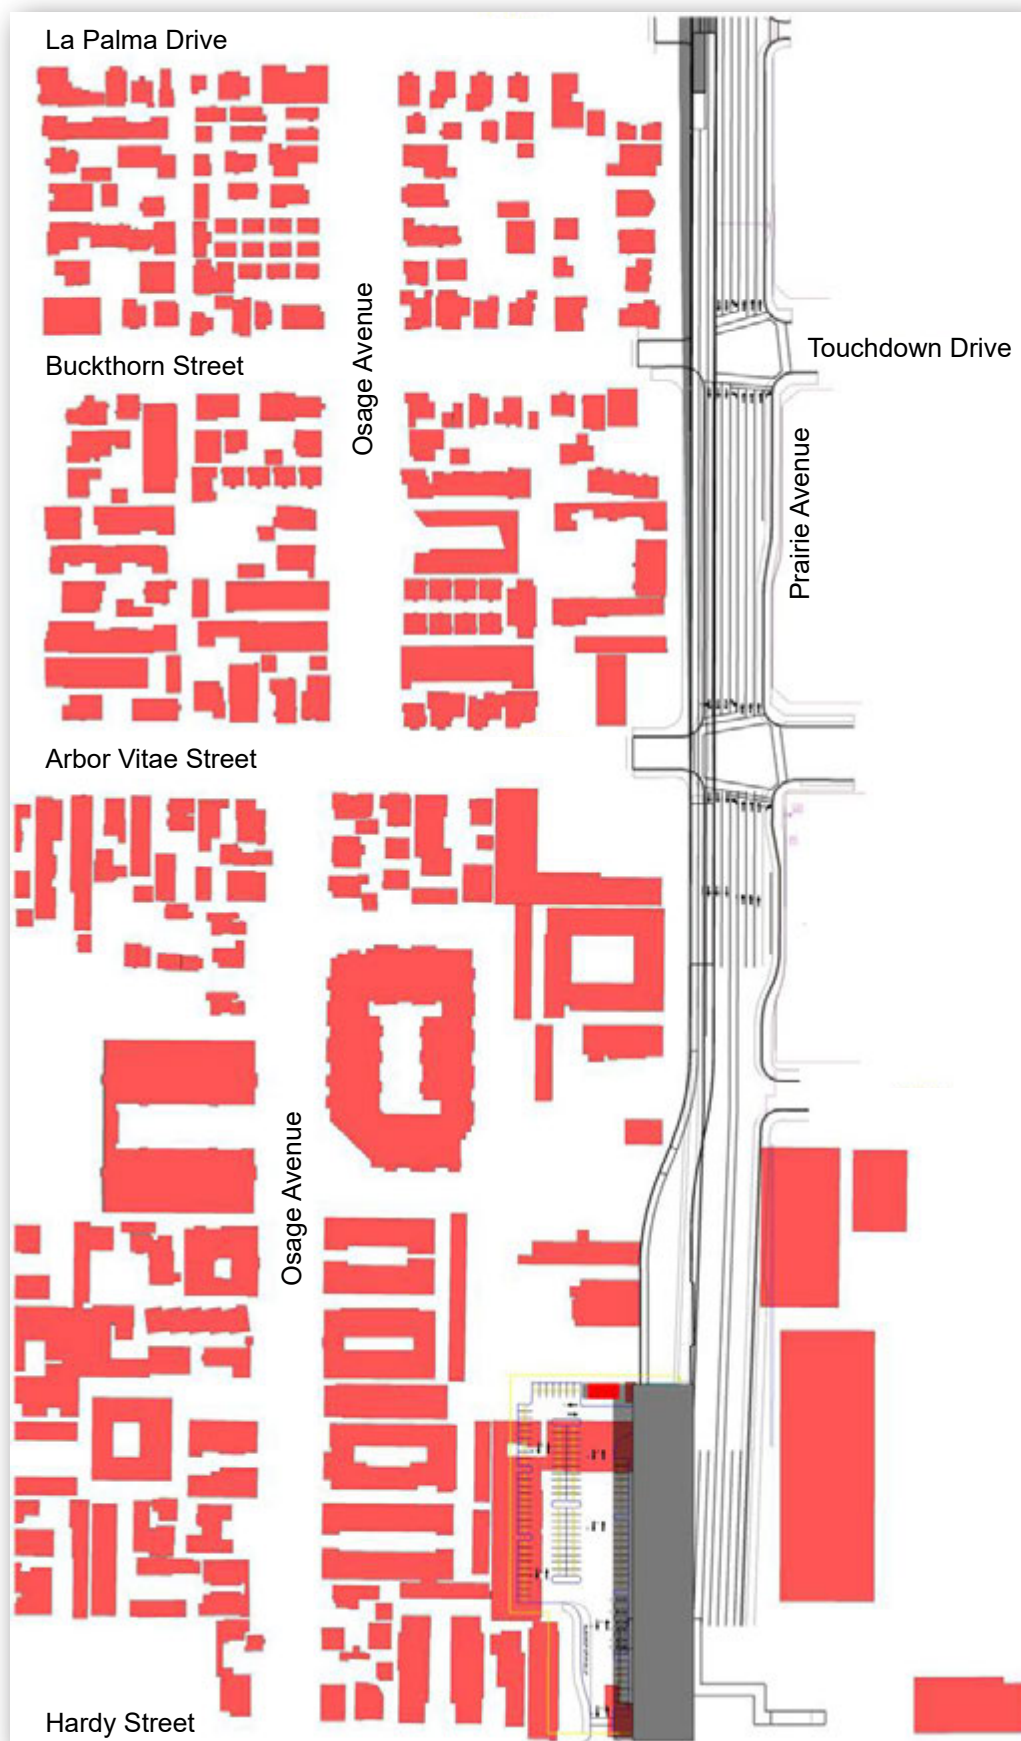 La Palma Drive
Osage Avenue
Buckthorn Street
Touchdown Drive
Prairie Avenue
Arbor Vitae Street
Osage Avenue
Hardy Street